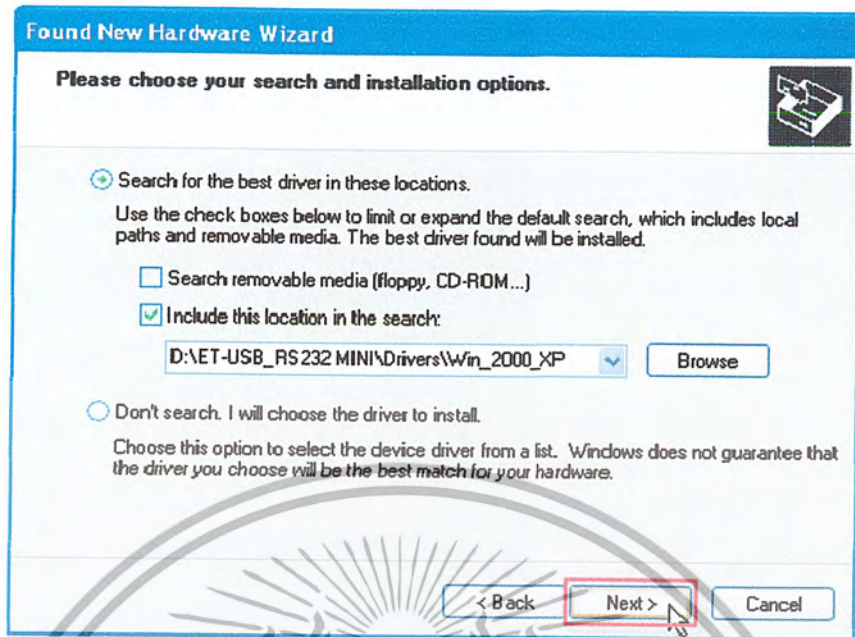 Found New Hardware Wizard
Please choose your search and installation options.
Search for the best driver in these locations.
Use the check boxes below to limit or expand the default search, which includes local
paths and removable media. The best driver found will be installed.
Search removable media (floppy, CD-ROM...)
Include this location in the search:
D:\ET-USB_RS232 MINI\Drivers\Win_2000_XP
Browse
Don't search. I will choose the driver to install.
Choose this option to select the device driver from a list. Windows does not guarantee that
the driver you choose will be the best match for your hardware.
< Back Next > Cancel